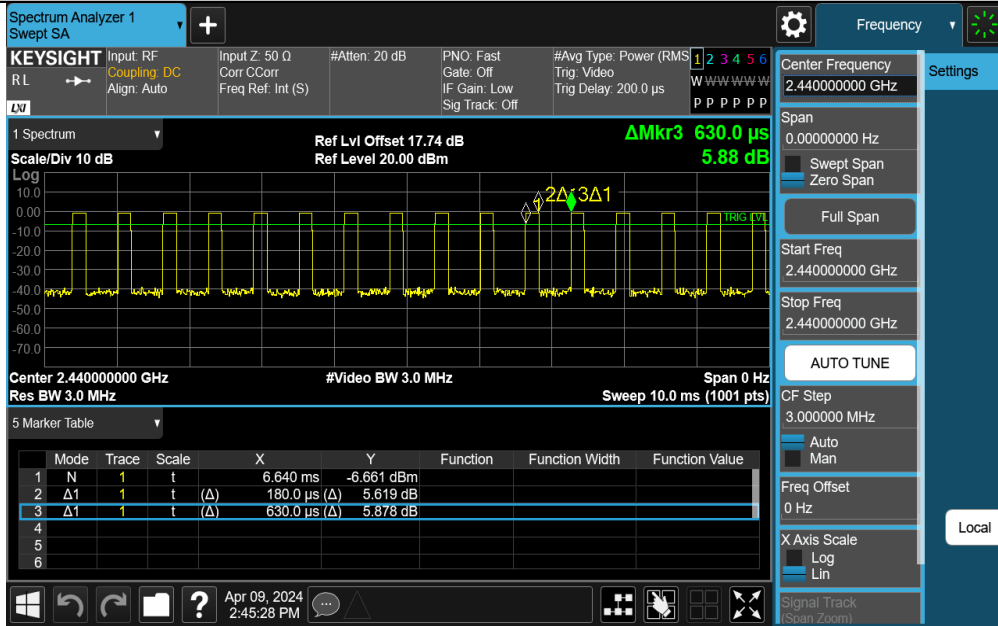 Spectrum Analyzer 1
Swept SA
+
Frequency
KEYSIGHT
RL
LXI
Input: RF
Coupling: DC
Align: Auto
Input Z: 50 Ω
Corr CCorr
Freq Ref: Int (S)
#Atten: 20 dB
PNO: Fast
Gate: Off
IF Gain: Low
Sig Track: Off
#Avg Type: Power (RMS
Trig: Video
Trig Delay: 200.0 µs
1 2 3 4 5 6
W W W W W W
P P P P P P
1 Spectrum
Scale/Div 10 dB
Ref Lvl Offset 17.74 dB
Ref Level 20.00 dBm
ΔMkr3 630.0 µs
5.88 dB
Log
10.0
0.00
-10.0
-20.0
-30.0
-40.0
-50.0
-60.0
-70.0
2Δ1 3Δ1
TRIG LVL
Center 2.440000000 GHz
#Video BW 3.0 MHz
Span 0 Hz
Res BW 3.0 MHz
Sweep 10.0 ms (1001 pts)
5 Marker Table
Mode Trace Scale X Y Function Function Width Function Value
1 N 1 t 6.640 ms -6.661 dBm
2 Δ1 1 t (Δ) 180.0 µs (Δ) 5.619 dB
3 Δ1 1 t (Δ) 630.0 µs (Δ) 5.878 dB
4
5
6
?
Apr 09, 2024
2:45:28 PM
Center Frequency
2.440000000 GHz
Span
0.00000000 Hz
Swept Span
Zero Span
Full Span
Start Freq
2.440000000 GHz
Stop Freq
2.440000000 GHz
AUTO TUNE
CF Step
3.000000 MHz
Auto
Man
Freq Offset
0 Hz
X Axis Scale
Log
Lin
Signal Track
(Span Zoom)
Settings
Local